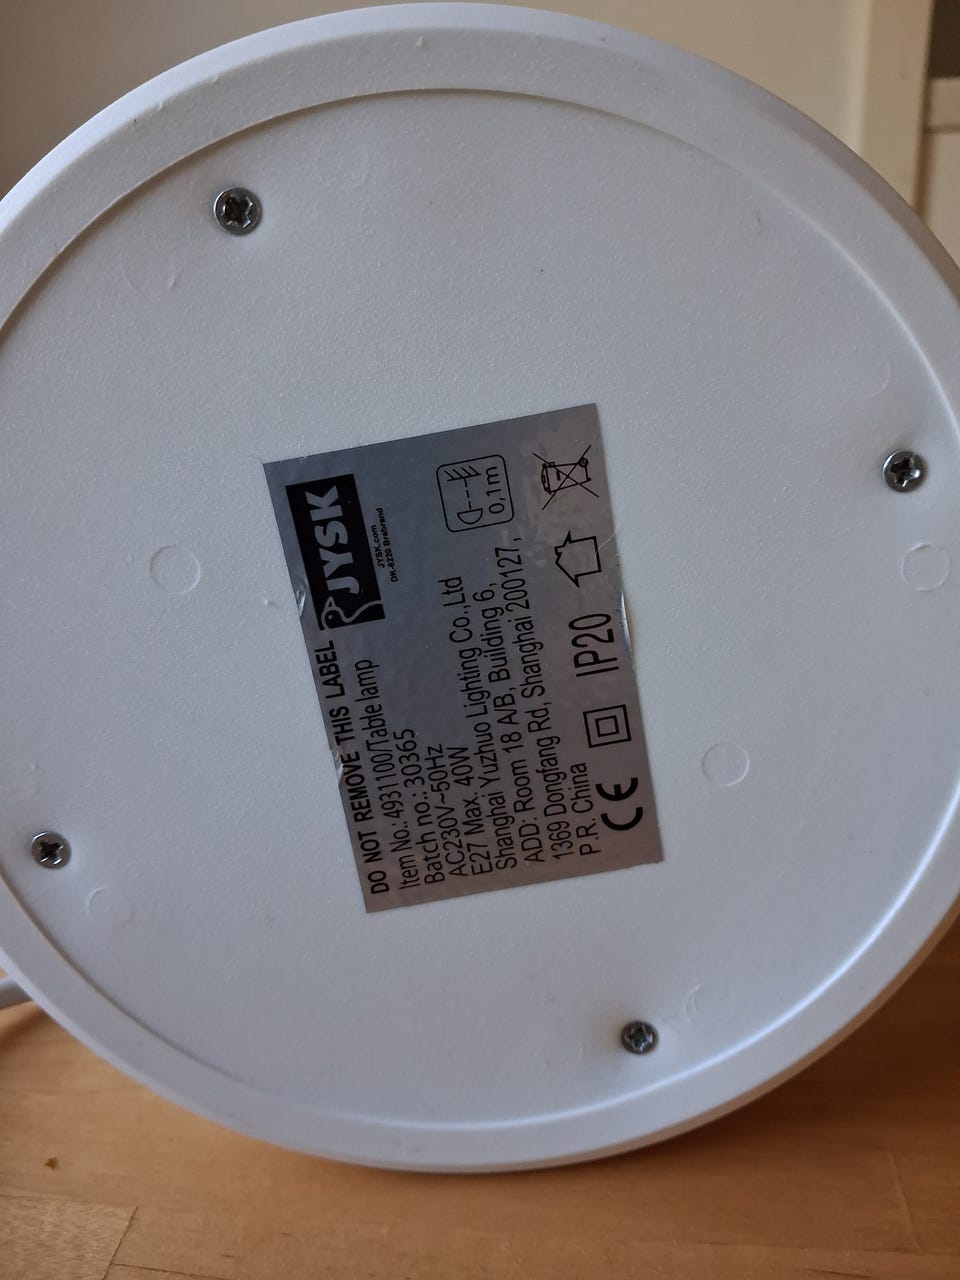 DO NOT REMOVE THIS LABEL
Item No.: 4931100/Table lamp
Batch no.: 30365
AC230V~50Hz
E27 Max. 40W
Shanghai Yuzhuo Lighting Co.,Ltd
ADD: Room 18 A/B, Building 6,
1369 Dongfang Rd, Shanghai 200127,
P.R. China
CE IP20
JYSK
JYSK.com
DK-8220 Brabrand
0,1m